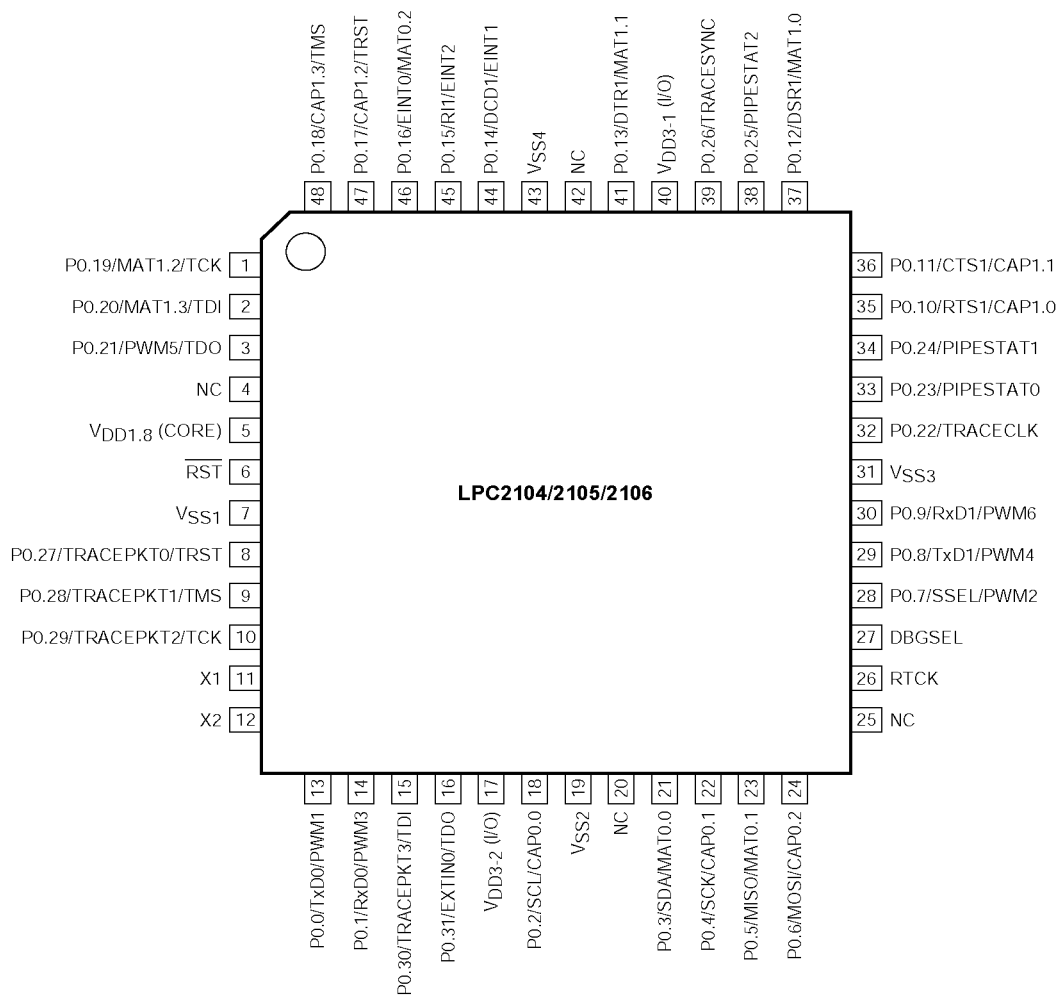 48 P0.18/CAP1.3/TMS
47 P0.17/CAP1.2/TRST
46 P0.16/EINT0/MAT0.2
45 P0.15/RI1/EINT2
44 P0.14/DCD1/EINT1
43 VSS4
42 NC
41 P0.13/DTR1/MAT1.1
40 VDD3-1 (I/O)
39 P0.26/TRACESYNC
38 P0.25/PIPESTAT2
37 P0.12/DSR1/MAT1.0
P0.19/MAT1.2/TCK 1
P0.20/MAT1.3/TDI 2
P0.21/PWM5/TDO 3
NC 4
VDD1.8 (CORE) 5
RST 6
VSS1 7
P0.27/TRACEPKT0/TRST 8
P0.28/TRACEPKT1/TMS 9
P0.29/TRACEPKT2/TCK 10
X1 11
X2 12
LPC2104/2105/2106
36 P0.11/CTS1/CAP1.1
35 P0.10/RTS1/CAP1.0
34 P0.24/PIPESTAT1
33 P0.23/PIPESTAT0
32 P0.22/TRACECLK
31 VSS3
30 P0.9/RxD1/PWM6
29 P0.8/TxD1/PWM4
28 P0.7/SSEL/PWM2
27 DBGSEL
26 RTCK
25 NC
P0.0/TxD0/PWM1 13
P0.1/RxD0/PWM3 14
P0.30/TRACEPKT3/TDI 15
P0.31/EXTIN0/TDO 16
VDD3-2 (I/O) 17
P0.2/SCL/CAP0.0 18
VSS2 19
NC 20
P0.3/SDA/MAT0.0 21
P0.4/SCK/CAP0.1 22
P0.5/MISO/MAT0.1 23
P0.6/MOSI/CAP0.2 24